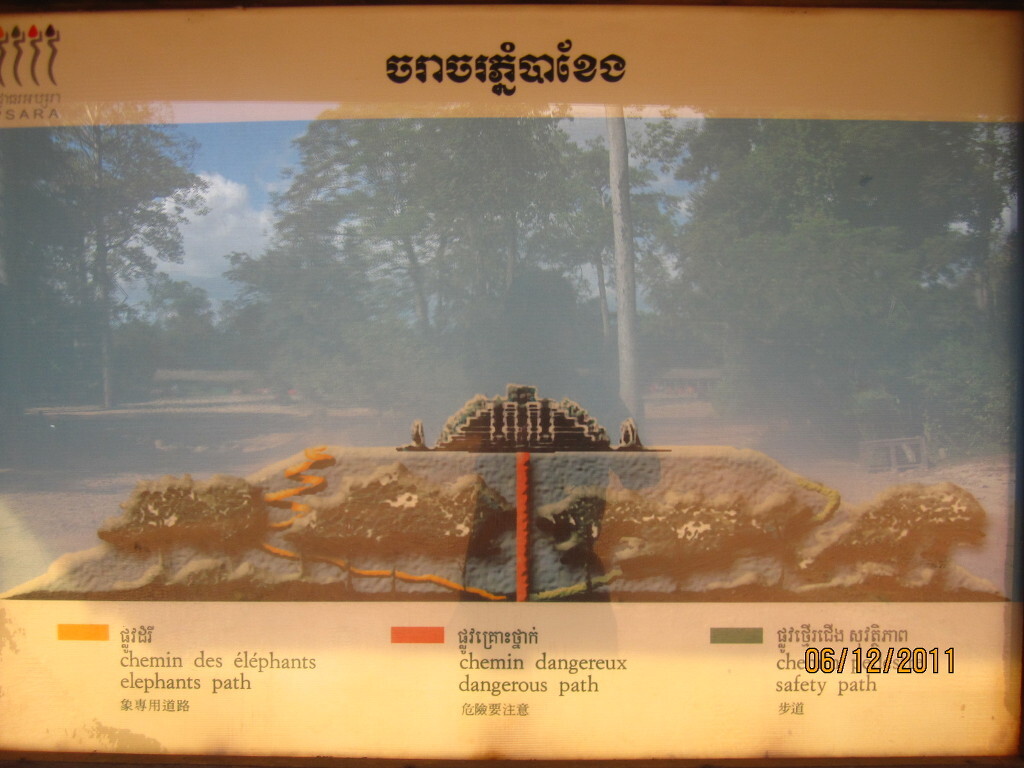 ចរាចរភ្នំបាខែង
PSARA
ផ្លូវដំរី
chemin des éléphants
elephants path
象専用道路
ផ្លូវគ្រោះថ្នាក់
chemin dangereux
dangerous path
危險要注意
ផ្លូវថ្មើរជើង សុវត្ថិភាព
06/12/2011
safety path
步道